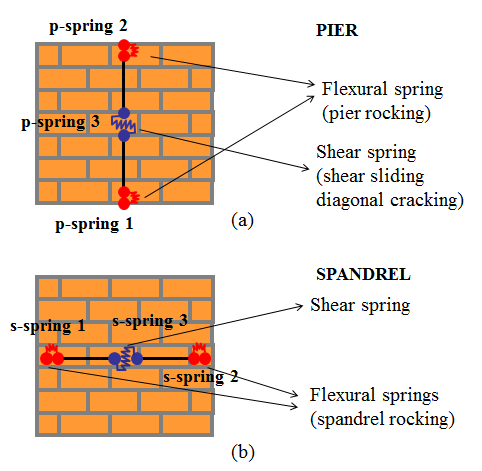 p-spring 2
PIER
Flexural spring
(pier rocking)
p-spring 3
Shear spring
(shear sliding
diagonal cracking)
p-spring 1
(a)
SPANDREL
Shear spring
s-spring 1
s-spring 3
s-spring 2
Flexural springs
(spandrel rocking)
(b)